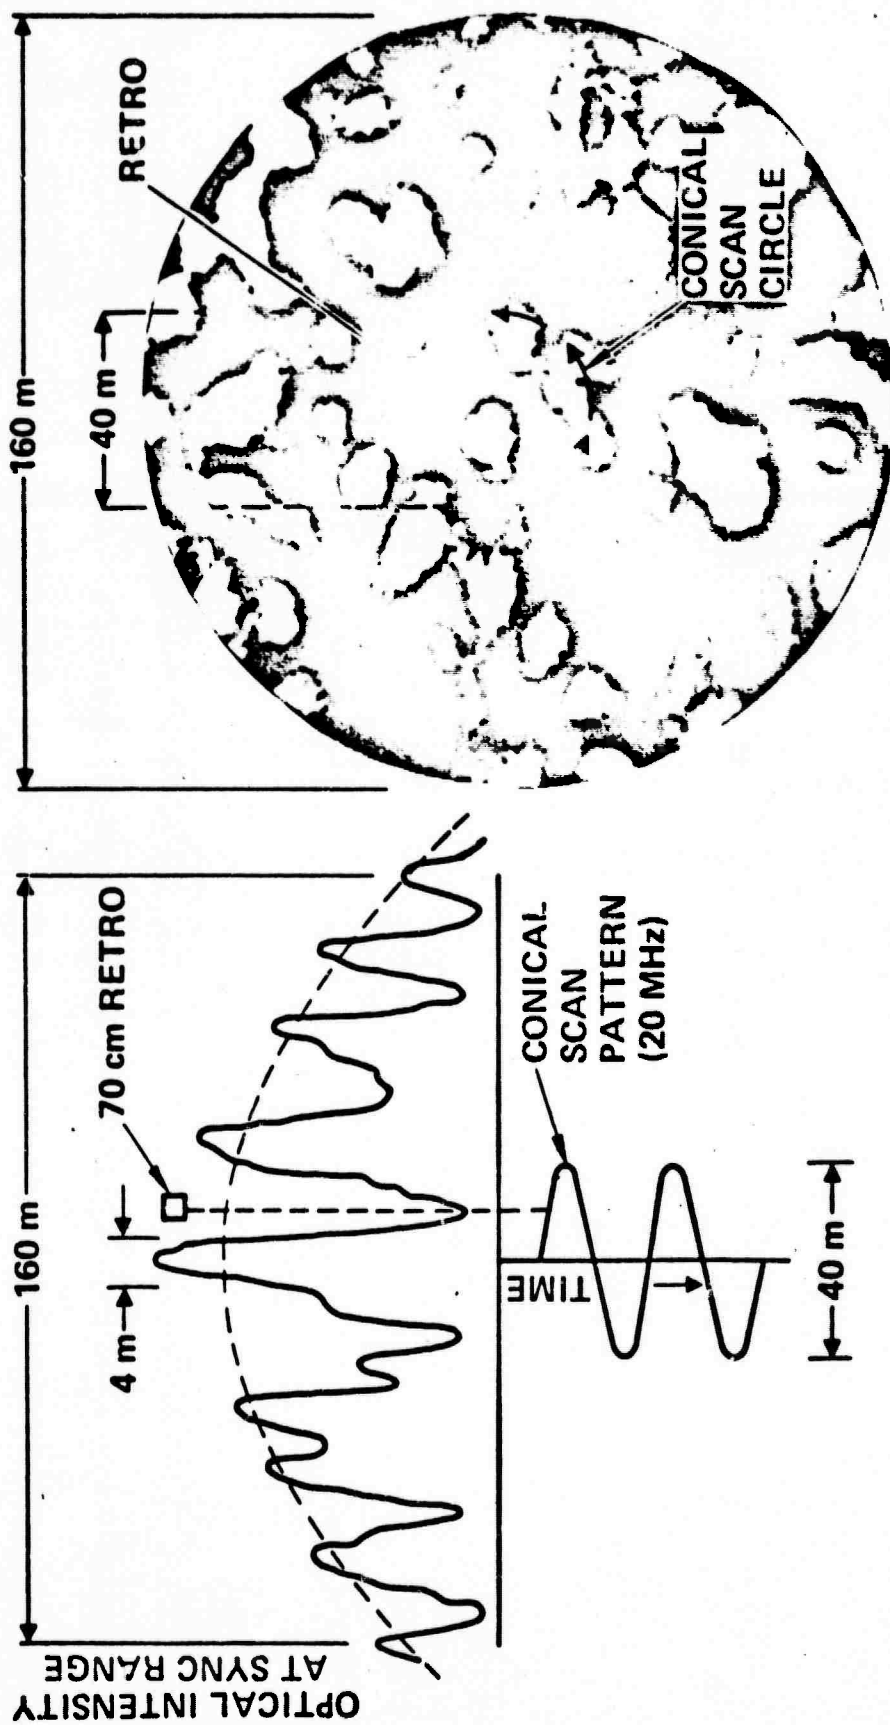 OPTICAL INTENSITY
AT SYNC RANGE
160 m
4 m
70 cm RETRO
TIME
CONICAL
SCAN
PATTERN
(20 MHz)
40 m
160 m
40 m
RETRO
CONICAL
SCAN
CIRCLE